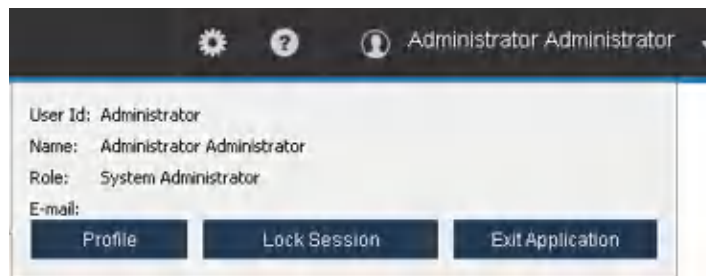 Administrator Administrator
User Id: Administrator
Name: Administrator Administrator
Role: System Administrator
E-mail:
Profile Lock Session Exit Application